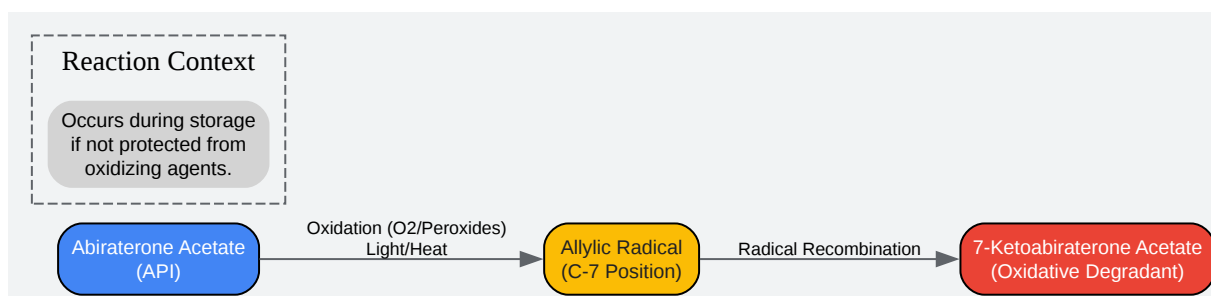 Reaction Context
Occurs during storage
if not protected from
oxidizing agents.
Abiraterone Acetate
(API)
Oxidation (O2/Peroxides)
Light/Heat
Allylic Radical
(C-7 Position)
Radical Recombination
7-Ketoabiraterone Acetate
(Oxidative Degradant)